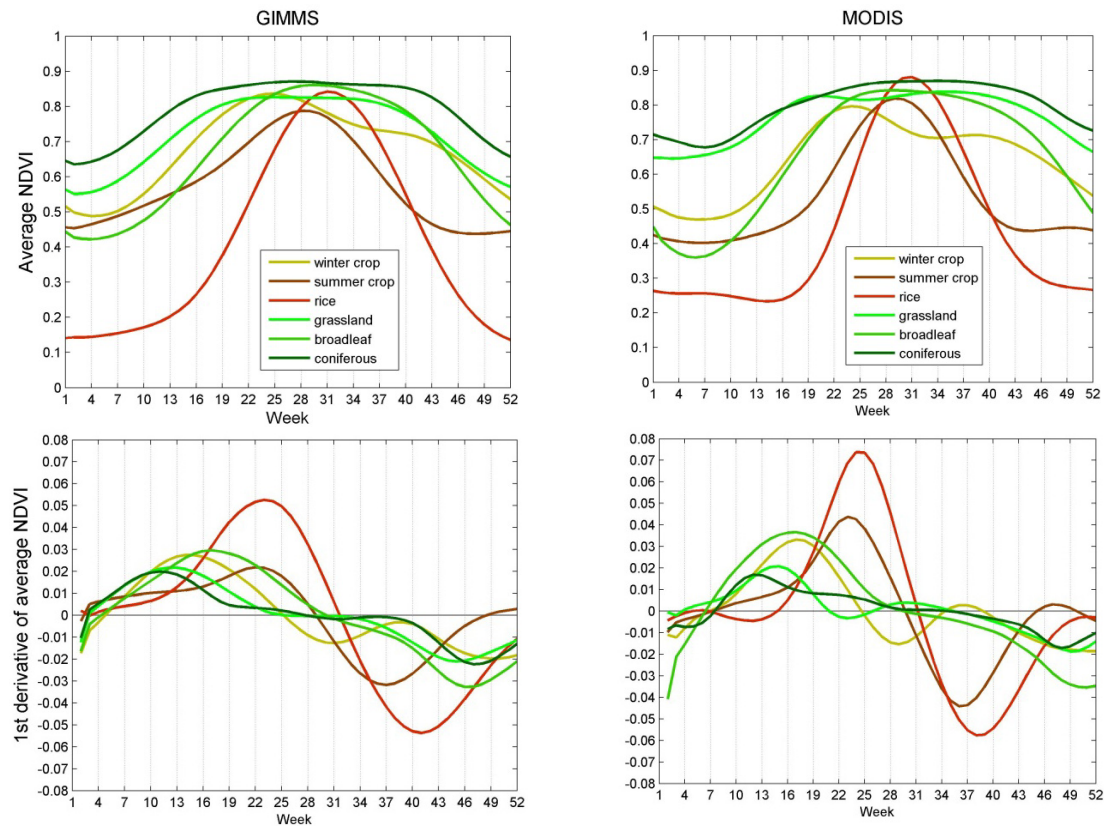 GIMMS
1
0.9
0.8
0.7
0.6
0.5
0.4
0.3
0.2
0.1
0
Average NDVI
winter crop
summer crop
rice
grassland
broadleaf
coniferous
1 4 7 10 13 16 19 22 25 28 31 34 37 40 43 46 49 52
Week
MODIS
1
0.9
0.8
0.7
0.6
0.5
0.4
0.3
0.2
0.1
0
winter crop
summer crop
rice
grassland
broadleaf
coniferous
1 4 7 10 13 16 19 22 25 28 31 34 37 40 43 46 49 52
Week
0.08
0.07
0.06
0.05
0.04
0.03
0.02
0.01
0
-0.01
-0.02
-0.03
-0.04
-0.05
-0.06
-0.07
-0.08
1st derivative of average NDVI
1 4 7 10 13 16 19 22 25 28 31 34 37 40 43 46 49 52
Week
0.08
0.07
0.06
0.05
0.04
0.03
0.02
0.01
0
-0.01
-0.02
-0.03
-0.04
-0.05
-0.06
-0.07
-0.08
1 4 7 10 13 16 19 22 25 28 31 34 37 40 43 46 49 52
Week